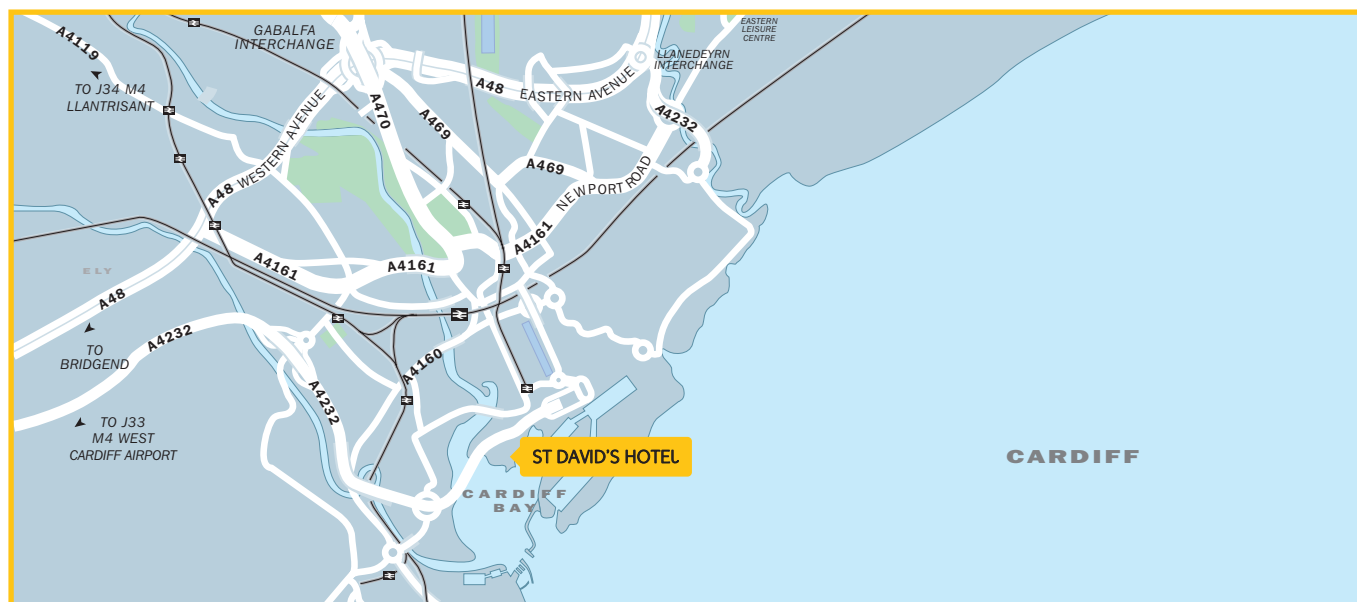 GABALFA
INTERCHANGE
EASTERN
LEISURE
CENTRE
A4119
LLANEDEYRN
INTERCHANGE
TO J34 M4
LLANTRISANT
A48
EASTERN AVENUE
A470
A469
A4232
WESTERN AVENUE
A48
A469
NEWPORT ROAD
A4161
A4161
A4161
ELY
A48
A4232
TO
BRIDGEND
A4160
A4232
TO J33
M4 WEST
CARDIFF AIRPORT
ST DAVID'S HOTEL
CARDIFF
CARDIFF
BAY